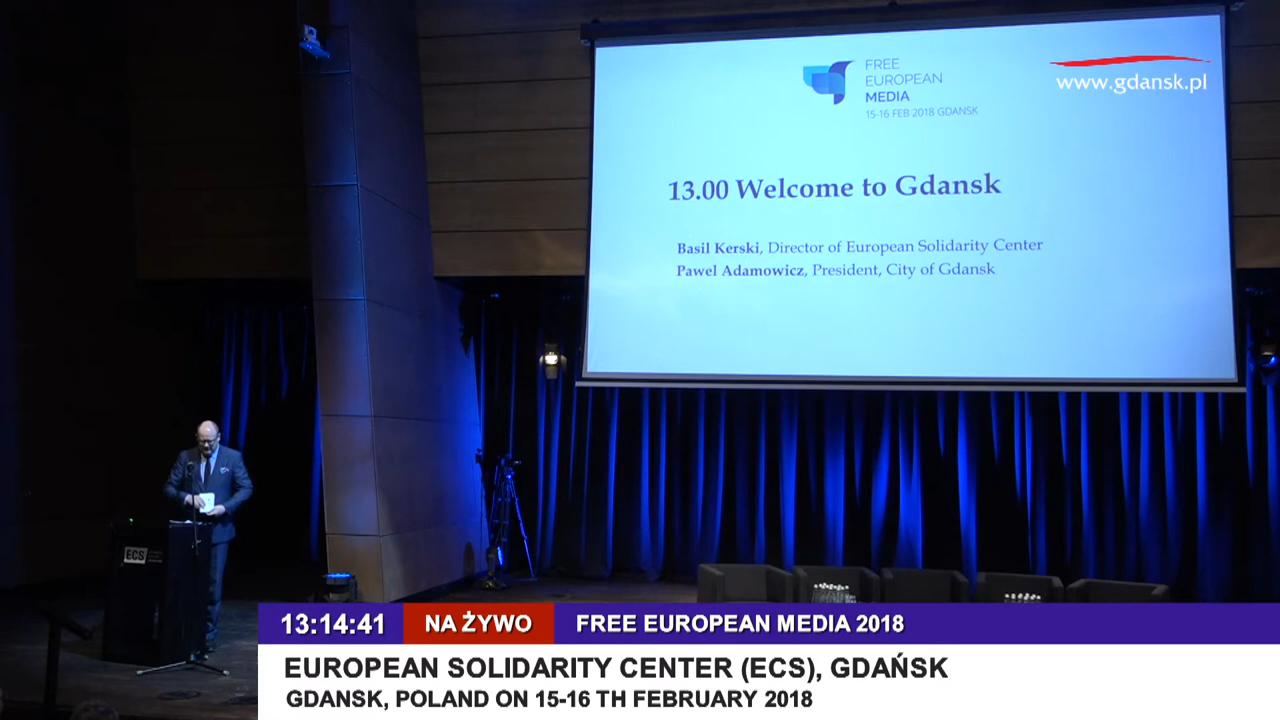 FREE
EUROPEAN
MEDIA
15-16 FEB 2018 GDANSK
www.gdansk.pl
13.00 Welcome to Gdansk
Basil Kerski, Director of European Solidarity Center
Pawel Adamowicz, President, City of Gdansk
ECS
13:14:41 NA ŻYWO FREE EUROPEAN MEDIA 2018
EUROPEAN SOLIDARITY CENTER (ECS), GDAŃSK
GDANSK, POLAND ON 15-16 TH FEBRUARY 2018